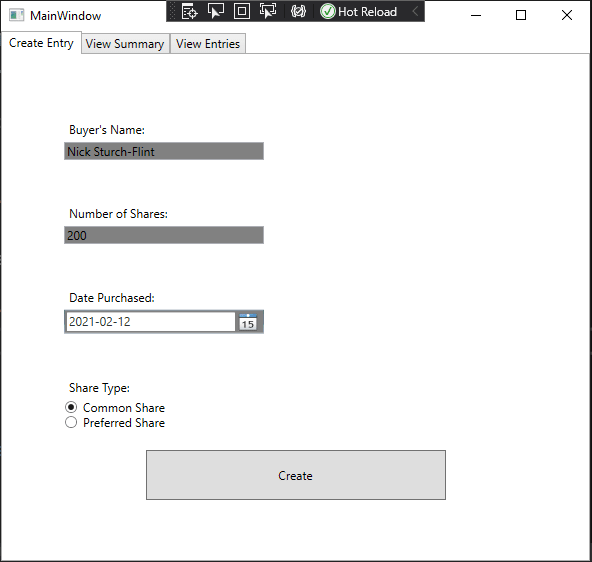 MainWindow
Hot Reload
Create Entry View Summary View Entries
Buyer's Name:
Nick Sturch-Flint
Number of Shares:
200
Date Purchased:
2021-02-12
15
Share Type:
Common Share
Preferred Share
Create